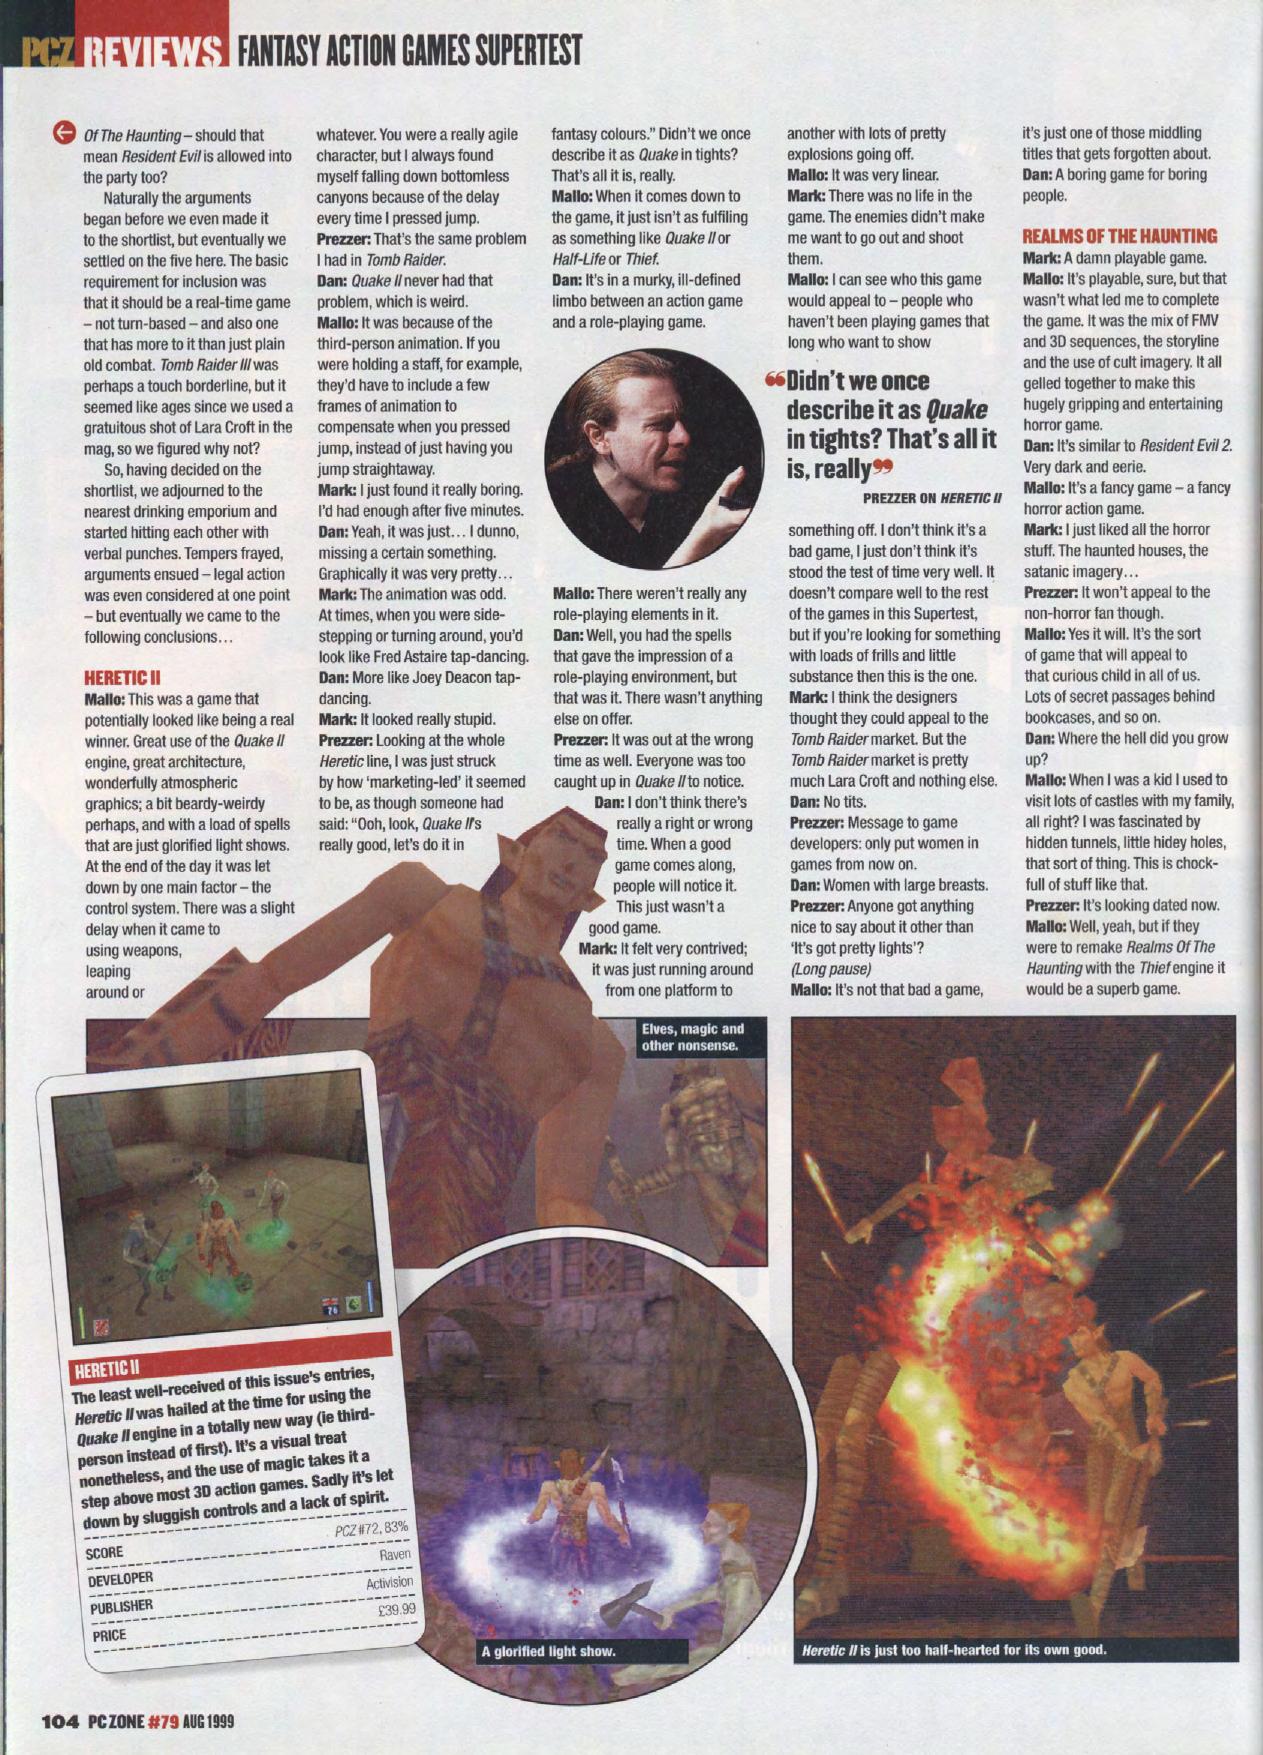 PCZ REVIEWS FANTASY ACTION GAMES SUPERTEST
Of The Haunting – should that
mean Resident Evil is allowed into
the party too?
Naturally the arguments
began before we even made it
to the shortlist, but eventually we
settled on the five here. The basic
requirement for inclusion was
that it should be a real-time game
– not turn-based – and also one
that has more to it than just plain
old combat. Tomb Raider III was
perhaps a touch borderline, but it
seemed like ages since we used a
gratuitous shot of Lara Croft in the
mag, so we figured why not?
So, having decided on the
shortlist, we adjourned to the
nearest drinking emporium and
started hitting each other with
verbal punches. Tempers frayed,
arguments ensued – legal action
was even considered at one point
– but eventually we came to the
following conclusions...
HERETIC II
Mallo: This was a game that
potentially looked like being a real
winner. Great use of the Quake II
engine, great architecture,
wonderfully atmospheric
graphics; a bit beardy-weirdy
perhaps, and with a load of spells
that are just glorified light shows.
At the end of the day it was let
down by one main factor – the
control system. There was a slight
delay when it came to
using weapons,
leaping
around or
whatever. You were a really agile
character, but I always found
myself falling down bottomless
canyons because of the delay
every time I pressed jump.
Prezzer: That's the same problem
I had in Tomb Raider.
Dan: Quake II never had that
problem, which is weird.
Mallo: It was because of the
third-person animation. If you
were holding a staff, for example,
they'd have to include a few
frames of animation to
compensate when you pressed
jump, instead of just having you
jump straightaway.
Mark: I just found it really boring.
I'd had enough after five minutes.
Dan: Yeah, it was just... I dunno,
missing a certain something.
Graphically it was very pretty...
Mark: The animation was odd.
At times, when you were side-
stepping or turning around, you'd
look like Fred Astaire tap-dancing.
Dan: More like Joey Deacon tap-
dancing.
Mark: It looked really stupid.
Prezzer: Looking at the whole
Heretic line, I was just struck
by how 'marketing-led' it seemed
to be, as though someone had
said: "Ooh, look, Quake II's
really good, let's do it in
fantasy colours." Didn't we once
describe it as Quake in tights?
That's all it is, really.
Mallo: When it comes down to
the game, it just isn't as fulfiling
as something like Quake II or
Half-Life or Thief.
Dan: It's in a murky, ill-defined
limbo between an action game
and a role-playing game.
Mallo: There weren't really any
role-playing elements in it.
Dan: Well, you had the spells
that gave the impression of a
role-playing environment, but
that was it. There wasn't anything
else on offer.
Prezzer: It was out at the wrong
time as well. Everyone was too
caught up in Quake II to notice.
Dan: I don't think there's
really a right or wrong
time. When a good
game comes along,
people will notice it.
This just wasn't a
good game.
Mark: It felt very contrived;
it was just running around
from one platform to
another with lots of pretty
explosions going off.
Mallo: It was very linear.
Mark: There was no life in the
game. The enemies didn't make
me want to go out and shoot
them.
Mallo: I can see who this game
would appeal to – people who
haven't been playing games that
long who want to show
“Didn't we once
describe it as Quake
in tights? That's all it
is, really”
PREZZER ON HERETIC II
something off. I don't think it's a
bad game, I just don't think it's
stood the test of time very well. It
doesn't compare well to the rest
of the games in this Supertest,
but if you're looking for something
with loads of frills and little
substance then this is the one.
Mark: I think the designers
thought they could appeal to the
Tomb Raider market. But the
Tomb Raider market is pretty
much Lara Croft and nothing else.
Dan: No tits.
Prezzer: Message to game
developers: only put women in
games from now on.
Dan: Women with large breasts.
Prezzer: Anyone got anything
nice to say about it other than
'It's got pretty lights'?
(Long pause)
Mallo: It's not that bad a game,
it's just one of those middling
titles that gets forgotten about.
Dan: A boring game for boring
people.
REALMS OF THE HAUNTING
Mark: A damn playable game.
Mallo: It's playable, sure, but that
wasn't what led me to complete
the game. It was the mix of FMV
and 3D sequences, the storyline
and the use of cult imagery. It all
gelled together to make this
hugely gripping and entertaining
horror game.
Dan: It's similar to Resident Evil 2.
Very dark and eerie.
Mallo: It's a fancy game – a fancy
horror action game.
Mark: I just liked all the horror
stuff. The haunted houses, the
satanic imagery...
Prezzer: It won't appeal to the
non-horror fan though.
Mallo: Yes it will. It's the sort
of game that will appeal to
that curious child in all of us.
Lots of secret passages behind
bookcases, and so on.
Dan: Where the hell did you grow
up?
Mallo: When I was a kid I used to
visit lots of castles with my family,
all right? I was fascinated by
hidden tunnels, little hidey holes,
that sort of thing. This is chock-
full of stuff like that.
Prezzer: It's looking dated now.
Mallo: Well, yeah, but if they
were to remake Realms Of The
Haunting with the Thief engine it
would be a superb game.
Elves, magic and
other nonsense.
76
HERETIC II
The least well-received of this issue's entries,
Heretic II was hailed at the time for using the
Quake II engine in a totally new way (ie third-
person instead of first). It's a visual treat
nonetheless, and the use of magic takes it a
step above most 3D action games. Sadly it's let
down by sluggish controls and a lack of spirit.
SCORE PCZ #72, 83%
DEVELOPER Raven
PUBLISHER Activision
PRICE £39.99
A glorified light show.
Heretic II is just too half-hearted for its own good.
104 PC ZONE #79 AUG 1999